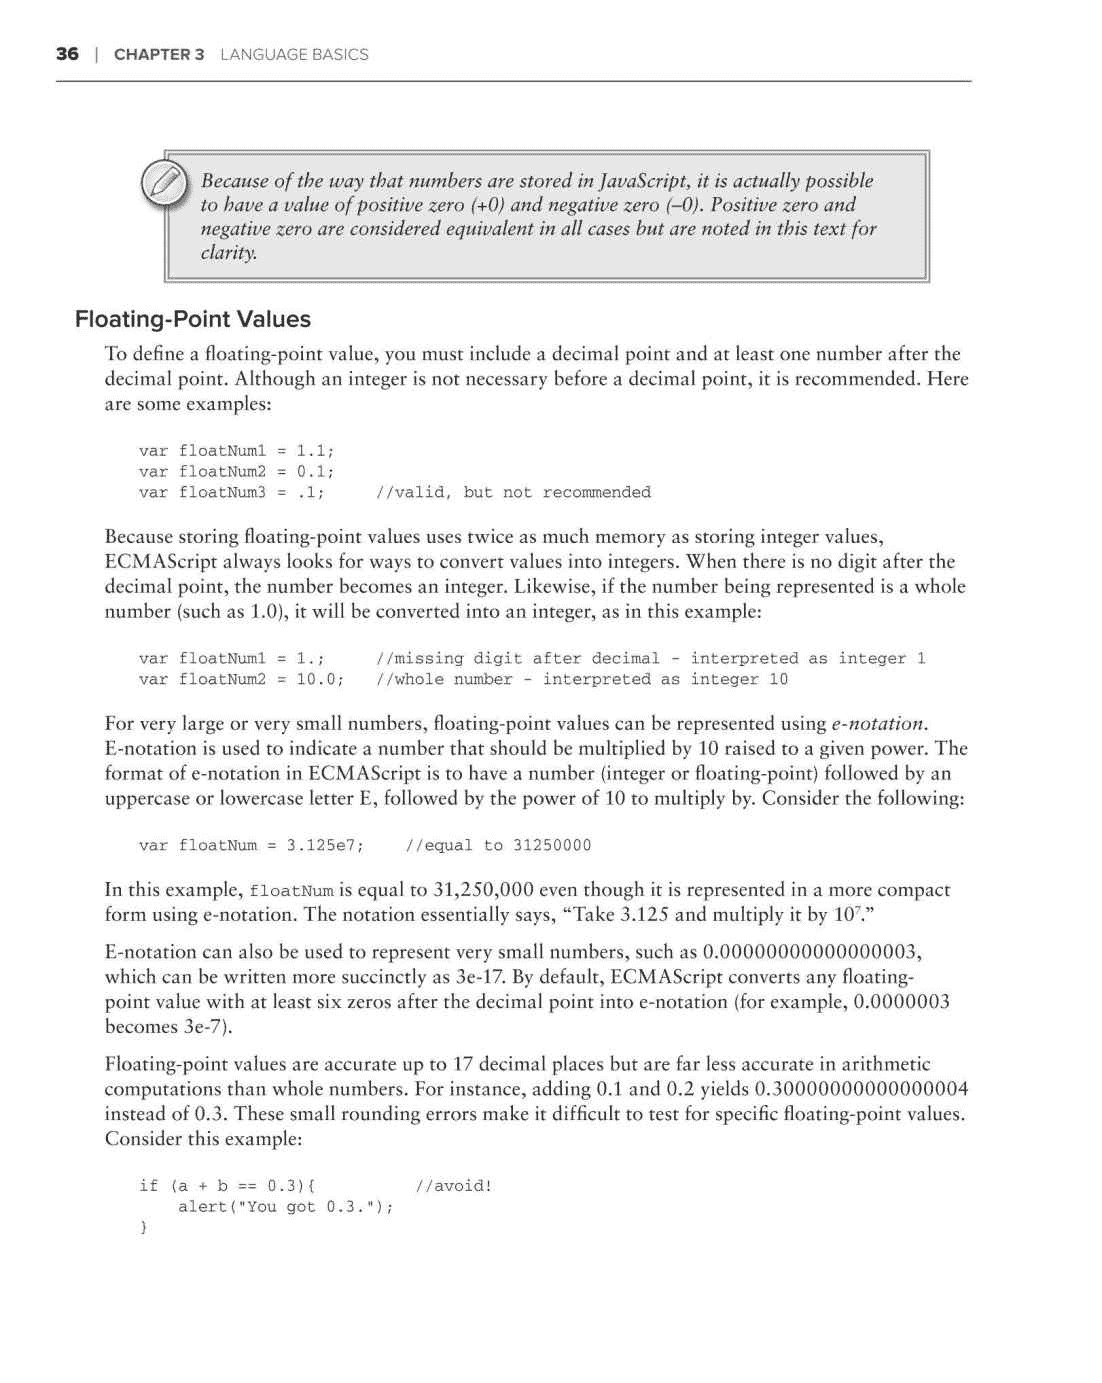 36 | CHAPTER 3 LANGUAGE BASICS
Because of the way that numbers are stored in JavaScript, it is actually possible
to have a value of positive zero (+0) and negative zero (–0). Positive zero and
negative zero are considered equivalent in all cases but are noted in this text for
clarity.
Floating-Point Values
To define a floating-point value, you must include a decimal point and at least one number after the
decimal point. Although an integer is not necessary before a decimal point, it is recommended. Here
are some examples:
var floatNum1 = 1.1;
var floatNum2 = 0.1;
var floatNum3 = .1;     //valid, but not recommended
Because storing floating-point values uses twice as much memory as storing integer values,
ECMAScript always looks for ways to convert values into integers. When there is no digit after the
decimal point, the number becomes an integer. Likewise, if the number being represented is a whole
number (such as 1.0), it will be converted into an integer, as in this example:
var floatNum1 = 1.;     //missing digit after decimal - interpreted as integer 1
var floatNum2 = 10.0;   //whole number - interpreted as integer 10
For very large or very small numbers, floating-point values can be represented using e-notation.
E-notation is used to indicate a number that should be multiplied by 10 raised to a given power. The
format of e-notation in ECMAScript is to have a number (integer or floating-point) followed by an
uppercase or lowercase letter E, followed by the power of 10 to multiply by. Consider the following:
var floatNum = 3.125e7;    //equal to 31250000
In this example, floatNum is equal to 31,250,000 even though it is represented in a more compact
form using e-notation. The notation essentially says, “Take 3.125 and multiply it by 10⁷.”
E-notation can also be used to represent very small numbers, such as 0.00000000000000003,
which can be written more succinctly as 3e-17. By default, ECMAScript converts any floating-
point value with at least six zeros after the decimal point into e-notation (for example, 0.0000003
becomes 3e-7).
Floating-point values are accurate up to 17 decimal places but are far less accurate in arithmetic
computations than whole numbers. For instance, adding 0.1 and 0.2 yields 0.30000000000000004
instead of 0.3. These small rounding errors make it difficult to test for specific floating-point values.
Consider this example:
if (a + b == 0.3){          //avoid!
    alert("You got 0.3.");
}